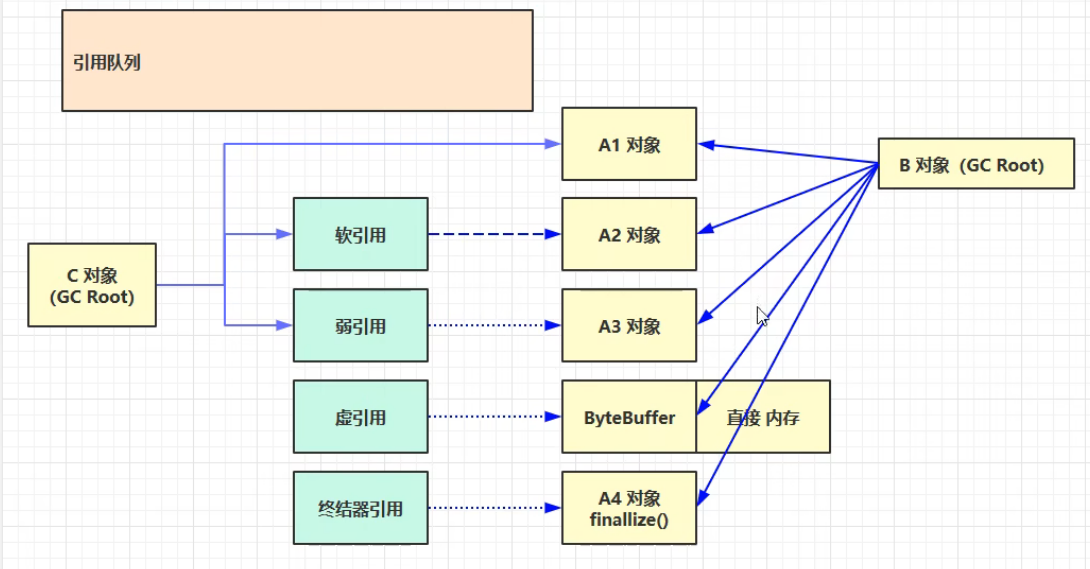 引用队列
A1 对象
B 对象（GC Root）
软引用
A2 对象
C 对象
（GC Root）
弱引用
A3 对象
虚引用
ByteBuffer
直接 内存
终结器引用
A4 对象
finallize()